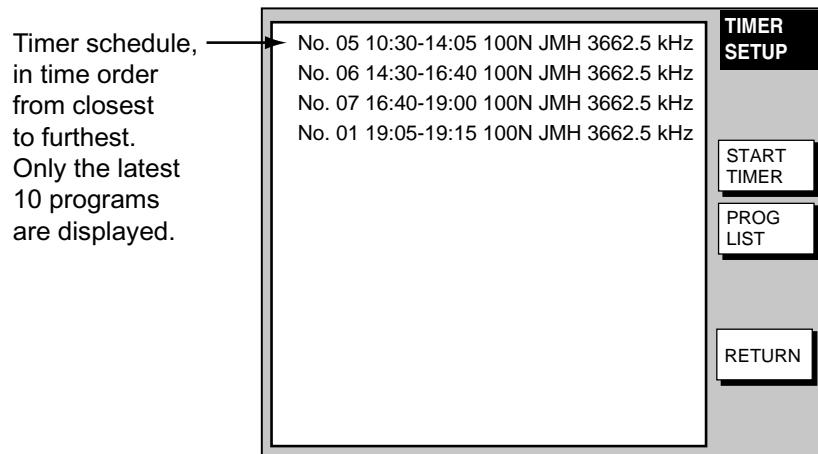 Timer schedule,
in time order
from closest
to furthest.
Only the latest
10 programs
are displayed.
No. 05 10:30-14:05 100N JMH 3662.5 kHz
No. 06 14:30-16:40 100N JMH 3662.5 kHz
No. 07 16:40-19:00 100N JMH 3662.5 kHz
No. 01 19:05-19:15 100N JMH 3662.5 kHz
TIMER
SETUP
START
TIMER
PROG
LIST
RETURN